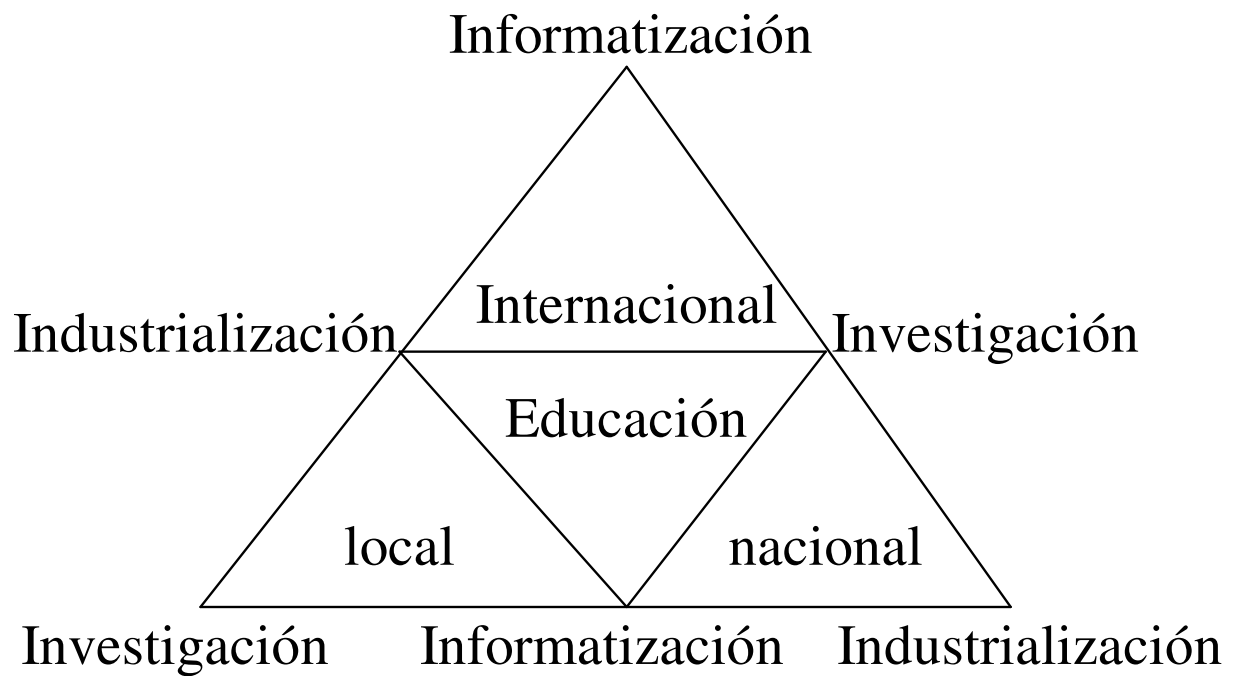 Informatización
Internacional
Industrialización
Investigación
Educación
local
nacional
Investigación
Informatización
Industrialización